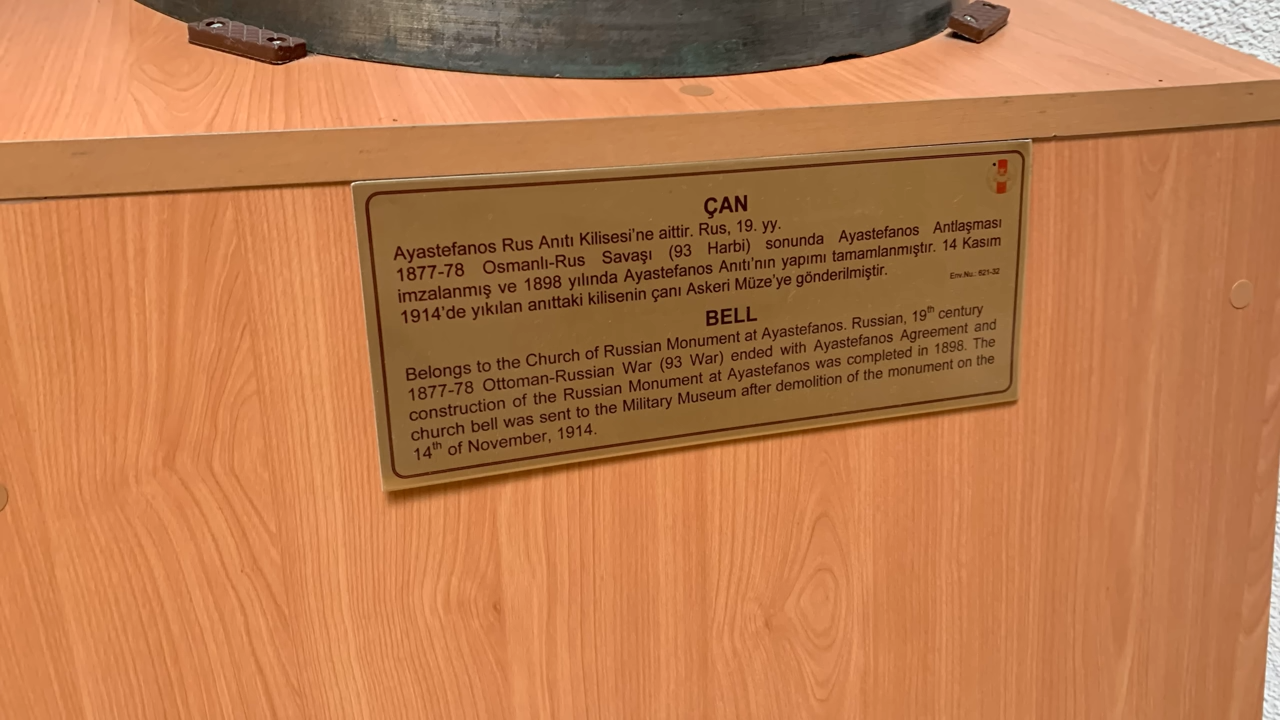 ÇAN
Ayastefanos Rus Anıtı Kilisesi'ne aittir. Rus, 19. yy.
1877-78 Osmanlı-Rus Savaşı (93 Harbi) sonunda Ayastefanos Antlaşması
imzalanmış ve 1898 yılında Ayastefanos Anıtı'nın yapımı tamamlanmıştır. 14 Kasım
1914'de yıkılan anıttaki kilisenin çanı Askeri Müze'ye gönderilmiştir.
Env.Nu.: 621-32
BELL
Belongs to the Church of Russian Monument at Ayastefanos. Russian, 19th century
1877-78 Ottoman-Russian War (93 War) ended with Ayastefanos Agreement and
construction of the Russian Monument at Ayastefanos was completed in 1898. The
church bell was sent to the Military Museum after demolition of the monument on the
14th of November, 1914.